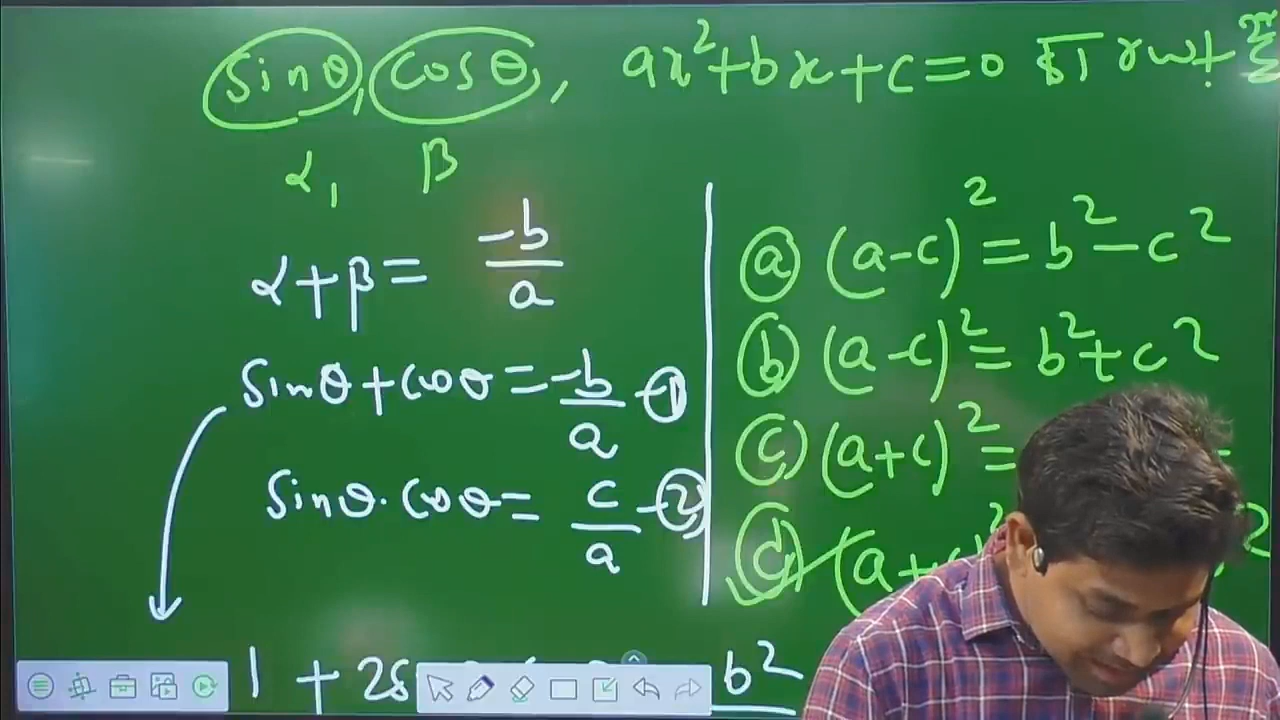 sinθ, cosθ, ax²+bx+c=0
α, β
α+β = -b/a
sinθ+cosθ = -b/a -①
sinθ·cosθ = c/a -②
1 + 2s
b²
ⓐ (a-c)² = b²-c²
ⓑ (a-c)² = b²+c²
ⓒ (a+c)² =
ⓓ (a+